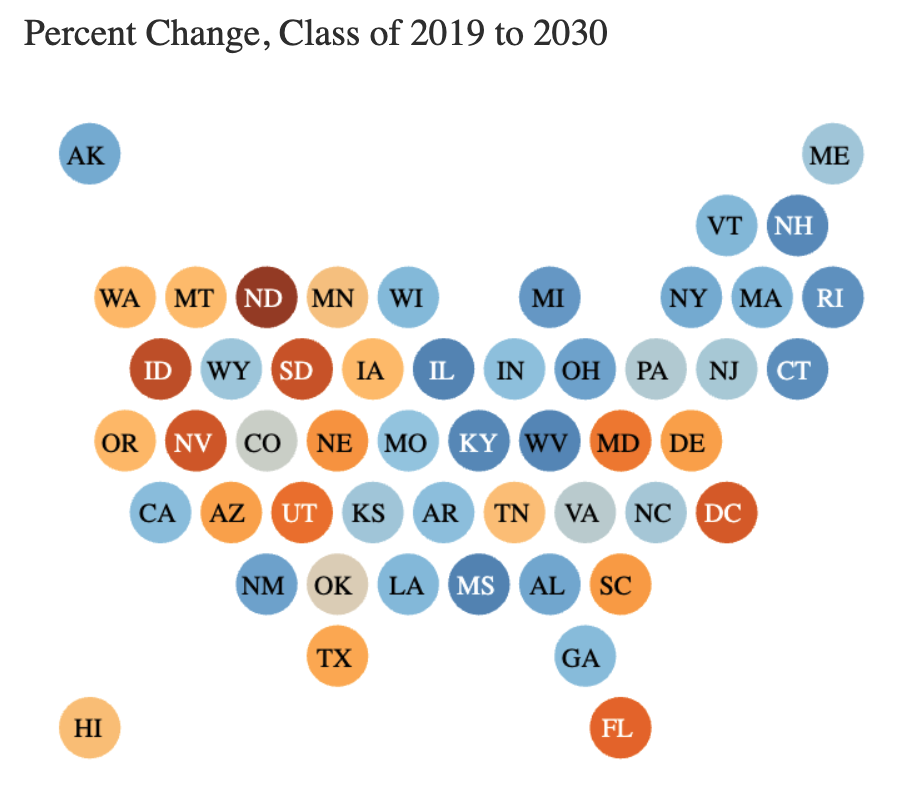 Percent Change, Class of 2019 to 2030
AK ME
VT NH
WA MT ND MN WI MI NY MA RI
ID WY SD IA IL IN OH PA NJ CT
OR NV CO NE MO KY WV MD DE
CA AZ UT KS AR TN VA NC DC
NM OK LA MS AL SC
TX GA
HI FL